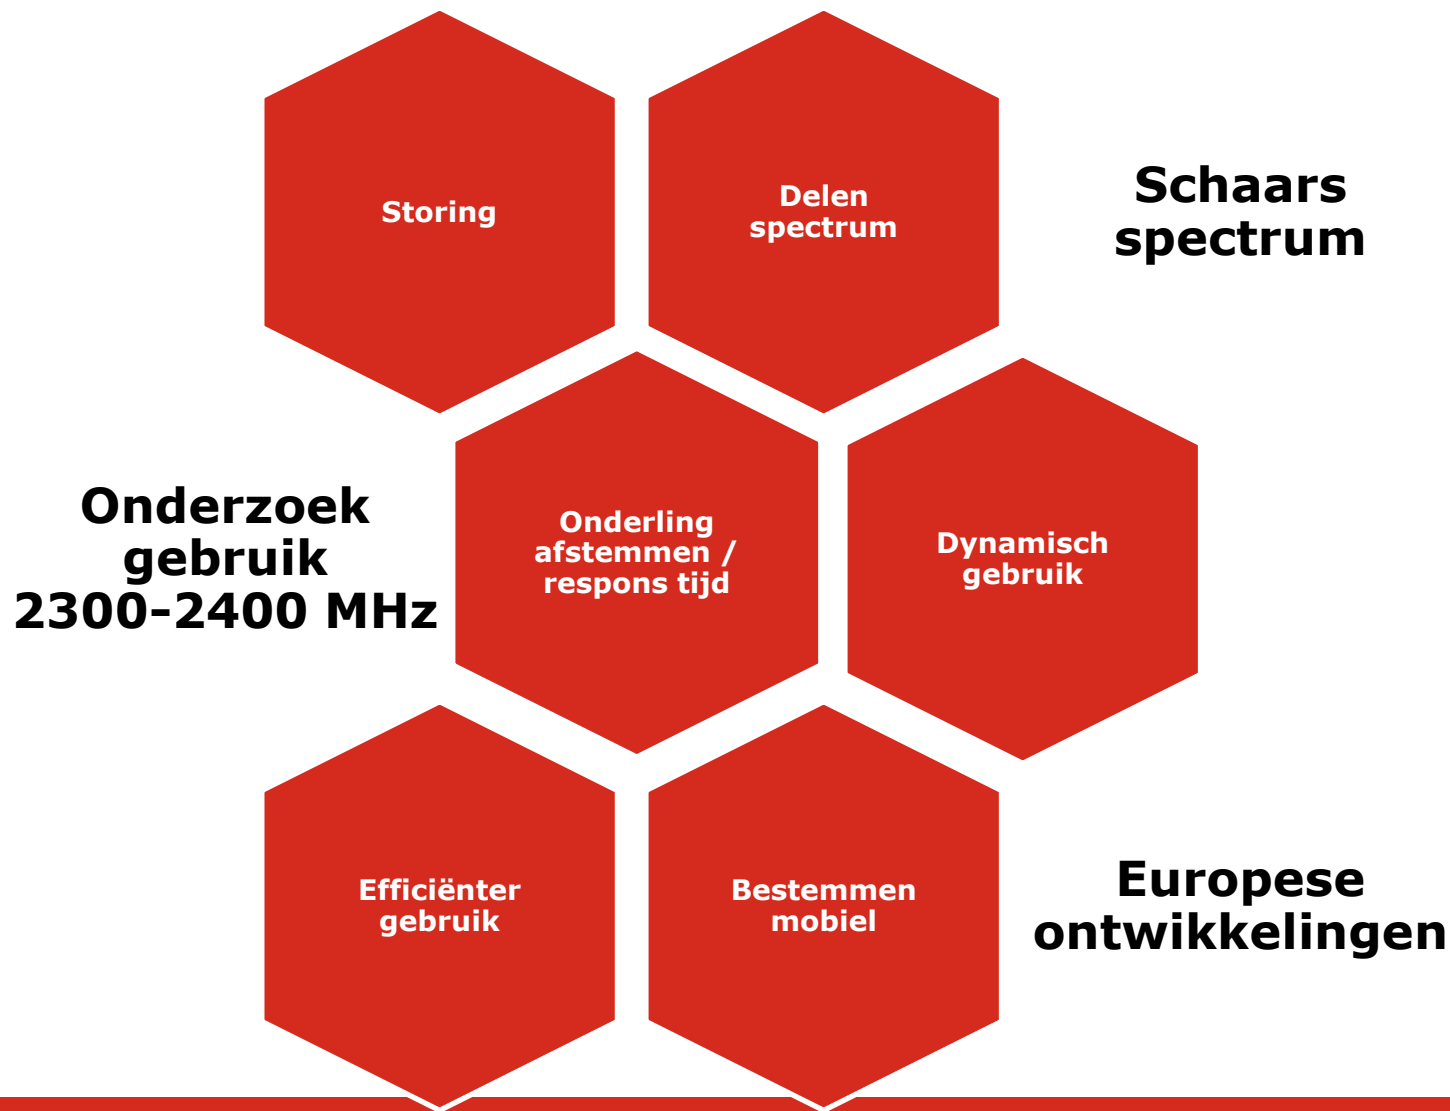 Storing
Delen
spectrum
Schaars
spectrum
Onderzoek
gebruik
2300-2400 MHz
Onderling
afstemmen /
respons tijd
Dynamisch
gebruik
Efficiënter
gebruik
Bestemmen
mobiel
Europese
ontwikkelingen